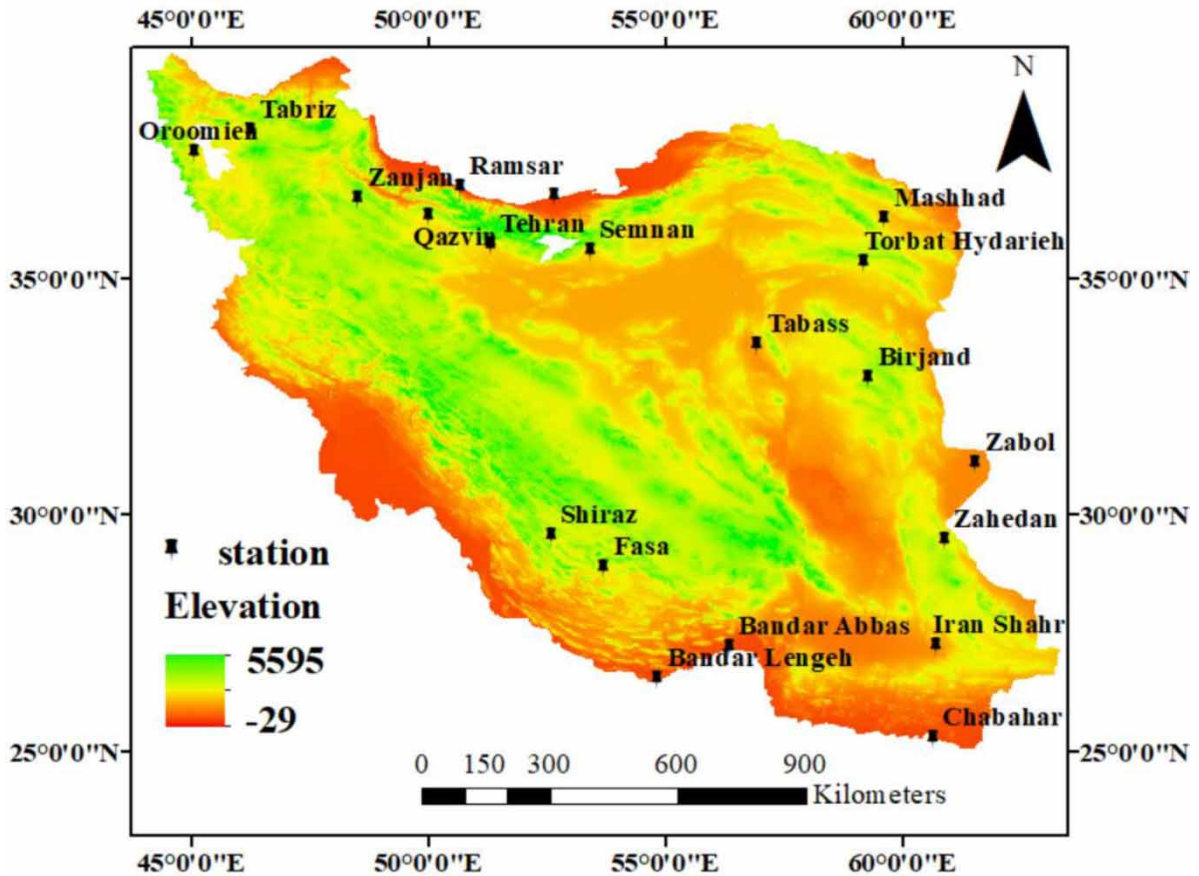 45°0'0"E 50°0'0"E 55°0'0"E 60°0'0"E
N
Tabriz
Oroomieh
Ramsar
Zanjan
Mashhad
Tehran
Qazvin
Semnan
Torbat Hydarieh
35°0'0"N 35°0'0"N
Tabass
Birjand
Zabol
30°0'0"N 30°0'0"N
Shiraz
Zahedan
Fasa
station
Elevation
5595
-29
Bandar Abbas
Iran Shahr
Bandar Lengeh
Chabahar
25°0'0"N 25°0'0"N
0 150 300 600 900
Kilometers
45°0'0"E 50°0'0"E 55°0'0"E 60°0'0"E